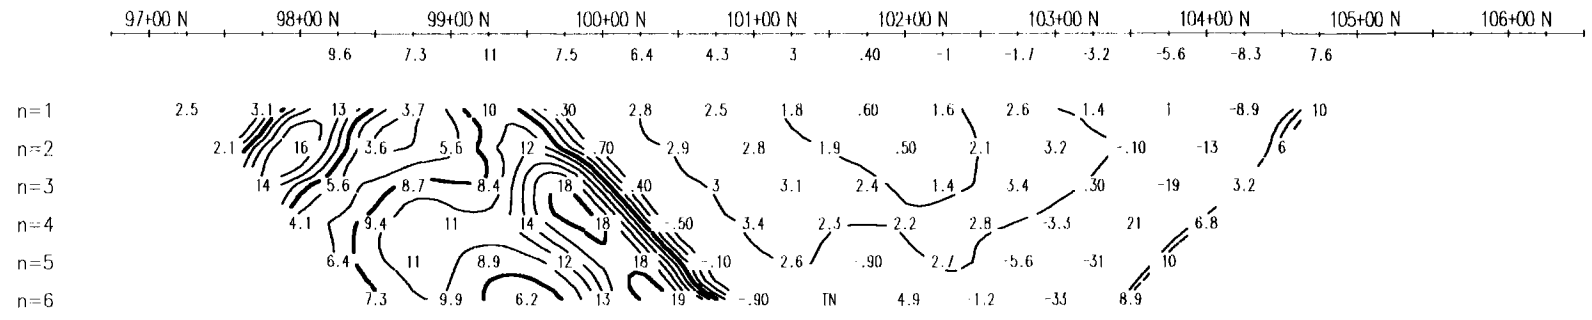 97+00 N 98+00 N 99+00 N 100+00 N 101+00 N 102+00 N 103+00 N 104+00 N 105+00 N 106+00 N
9.6 7.3 11 7.5 6.4 4.3 3 .40 -1 -1.7 -3.2 -5.6 -8.3 7.6
n=1 2.5 3.1 13 3.7 10 .30 2.8 2.5 1.8 .60 1.6 2.6 1.4 1 -8.9 10
n=2 2.1 16 3.6 5.6 12 .70 2.9 2.8 1.9 .50 2.1 3.2 -.10 -13 6
n=3 14 5.6 8.7 8.4 18 .40 3 3.1 2.4 1.4 3.4 .30 -19 3.2
n=4 4.1 9.4 11 14 18 -.50 3.4 2.3 2.2 2.8 -3.3 21 6.8
n=5 6.4 11 8.9 12 18 -.10 2.6 -.90 2.7 -5.6 -31 10
n=6 7.3 9.9 6.2 13 19 -.90 TN 4.9 -1.2 -33 8.9